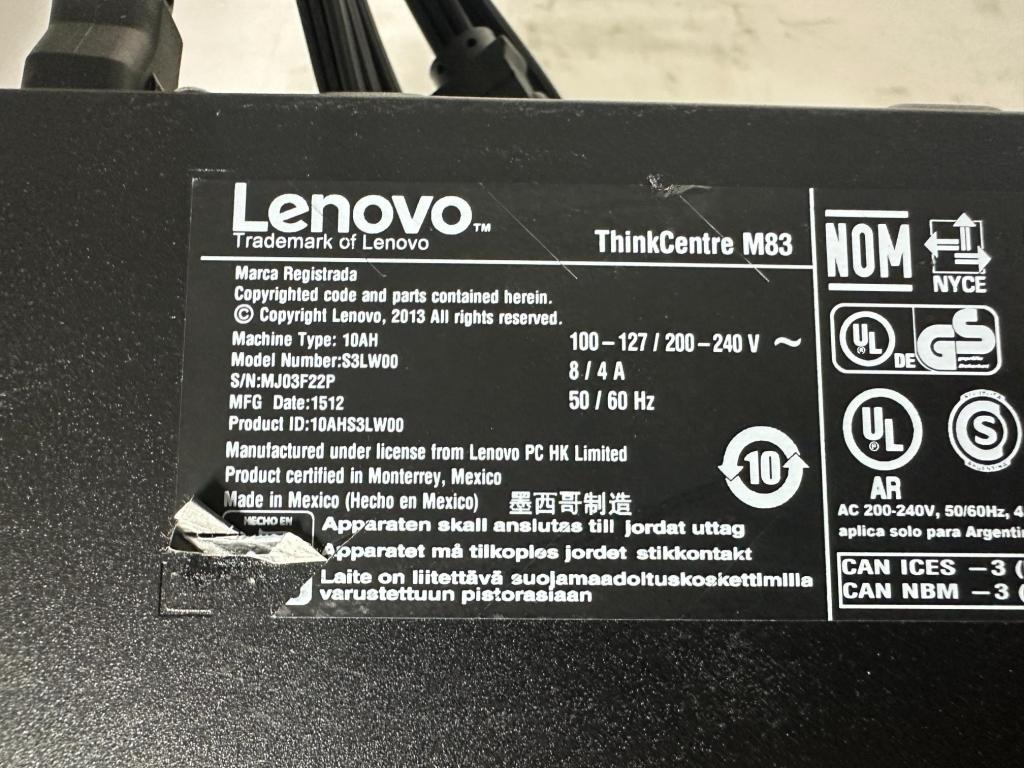 Lenovo™
Trademark of Lenovo
ThinkCentre M83
Marca Registrada
Copyrighted code and parts contained herein.
© Copyright Lenovo, 2013 All rights reserved.
Machine Type: 10AH
Model Number:S3LW00
S/N:MJ03F22P
MFG Date:1512
Product ID:10AHS3LW00
100-127 / 200-240 V ~
8 / 4 A
50 / 60 Hz
Manufactured under license from Lenovo PC HK Limited
Product certified in Monterrey, Mexico
Made in Mexico (Hecho en Mexico) 墨西哥制造
10
HECHO EN
Apparaten skall anslutas till jordat uttag
Apparatet må tilkoples jordet stikkontakt
Laite on liitettävä suojamaadoituskoskettimilla
varustettuun pistorasiaan
NOM
NYCE
UL
DE
GS
UL
AR
S
AC 200-240V, 50/60Hz, 4
aplica solo para Argentin
CAN ICES -3 (
CAN NBM -3 (